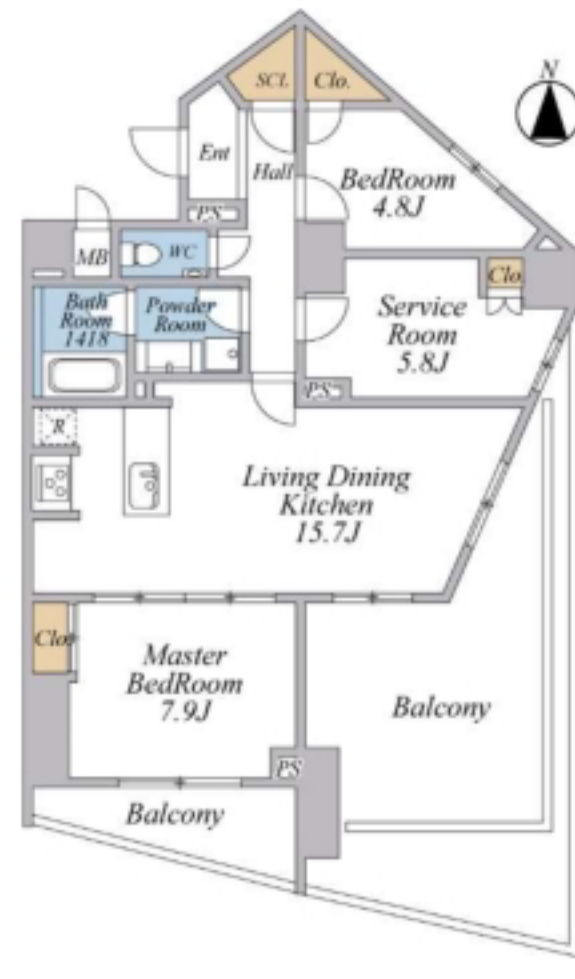 SCL
Clo.
N
Ent
Hall
BedRoom
4.8J
PS
MB
WC
Clo.
Bath
Room
1418
Powder
Room
Service
Room
5.8J
PS
R
Living Dining
Kitchen
15.7J
Clo.
Master
BedRoom
7.9J
Balcony
PS
Balcony